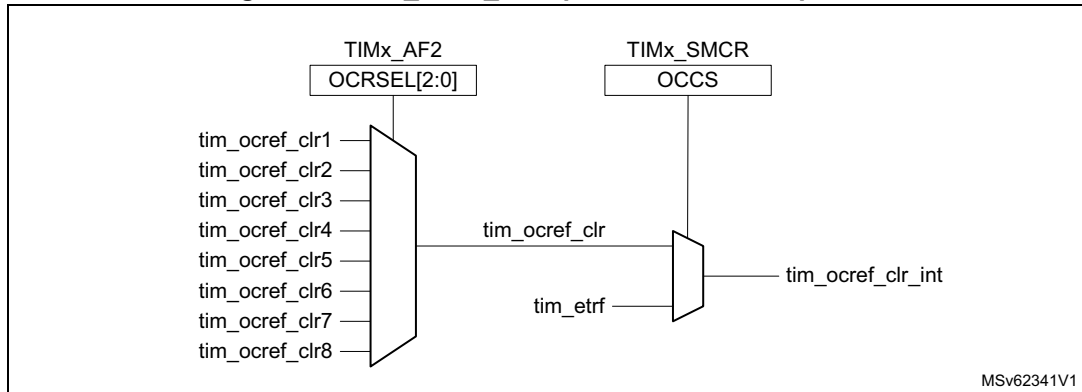 TIMx_AF2 TIMx_SMCR
OCRSEL[2:0] OCCS
tim_ocref_clr1
tim_ocref_clr2
tim_ocref_clr3
tim_ocref_clr4
tim_ocref_clr
tim_ocref_clr5
tim_ocref_clr_int
tim_ocref_clr6
tim_etrf
tim_ocref_clr7
tim_ocref_clr8
MSv62341V1